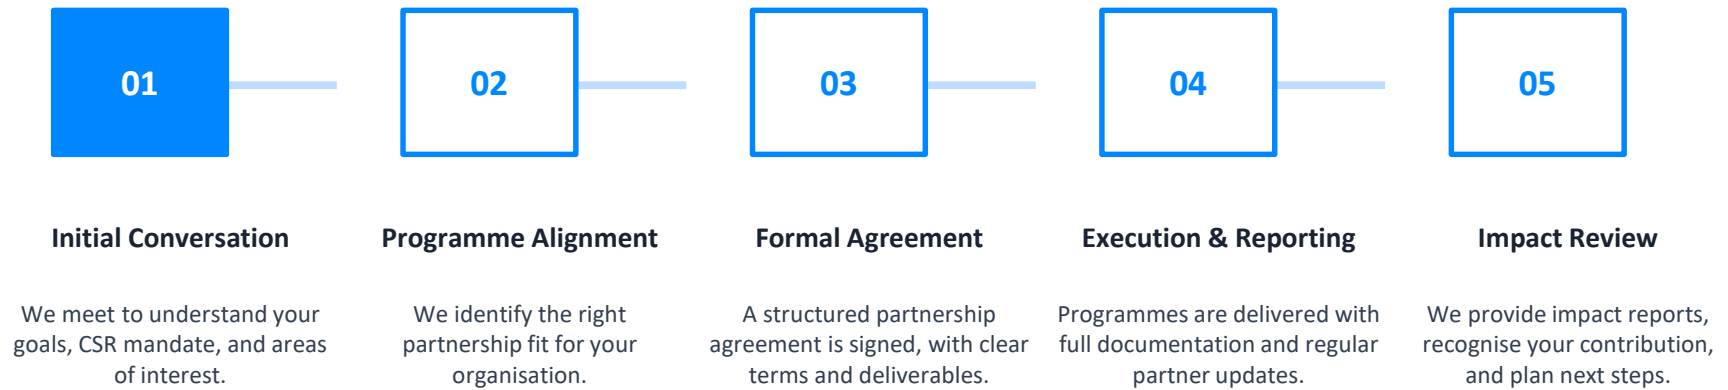 01
02
03
04
05
Initial Conversation
Programme Alignment
Formal Agreement
Execution & Reporting
Impact Review
We meet to understand your
goals, CSR mandate, and areas
of interest.
We identify the right
partnership fit for your
organisation.
A structured partnership
agreement is signed, with clear
terms and deliverables.
Programmes are delivered with
full documentation and regular
partner updates.
We provide impact reports,
recognise your contribution,
and plan next steps.